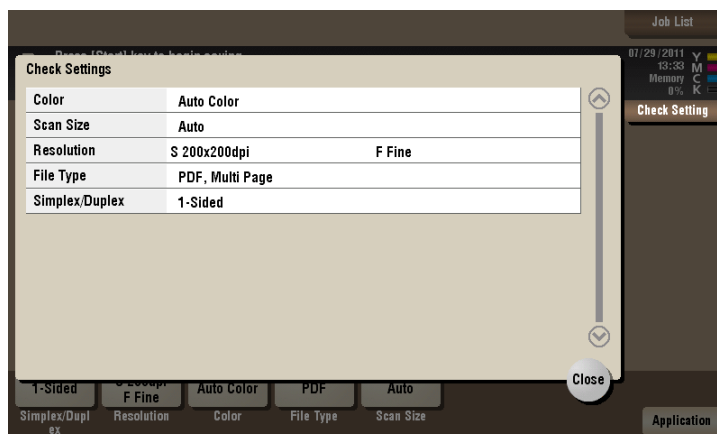 Job List
Press [Start] key to begin saving.
07/29/2011
13:33
Memory
0%
Y
M
C
K
Check Setting
Check Settings
Color Auto Color
Scan Size Auto
Resolution S 200x200dpi F Fine
File Type PDF, Multi Page
Simplex/Duplex 1-Sided
Close
1-Sided
S 200dpi
F Fine
Auto Color
PDF
Auto
Simplex/Dupl
ex
Resolution
Color
File Type
Scan Size
Application